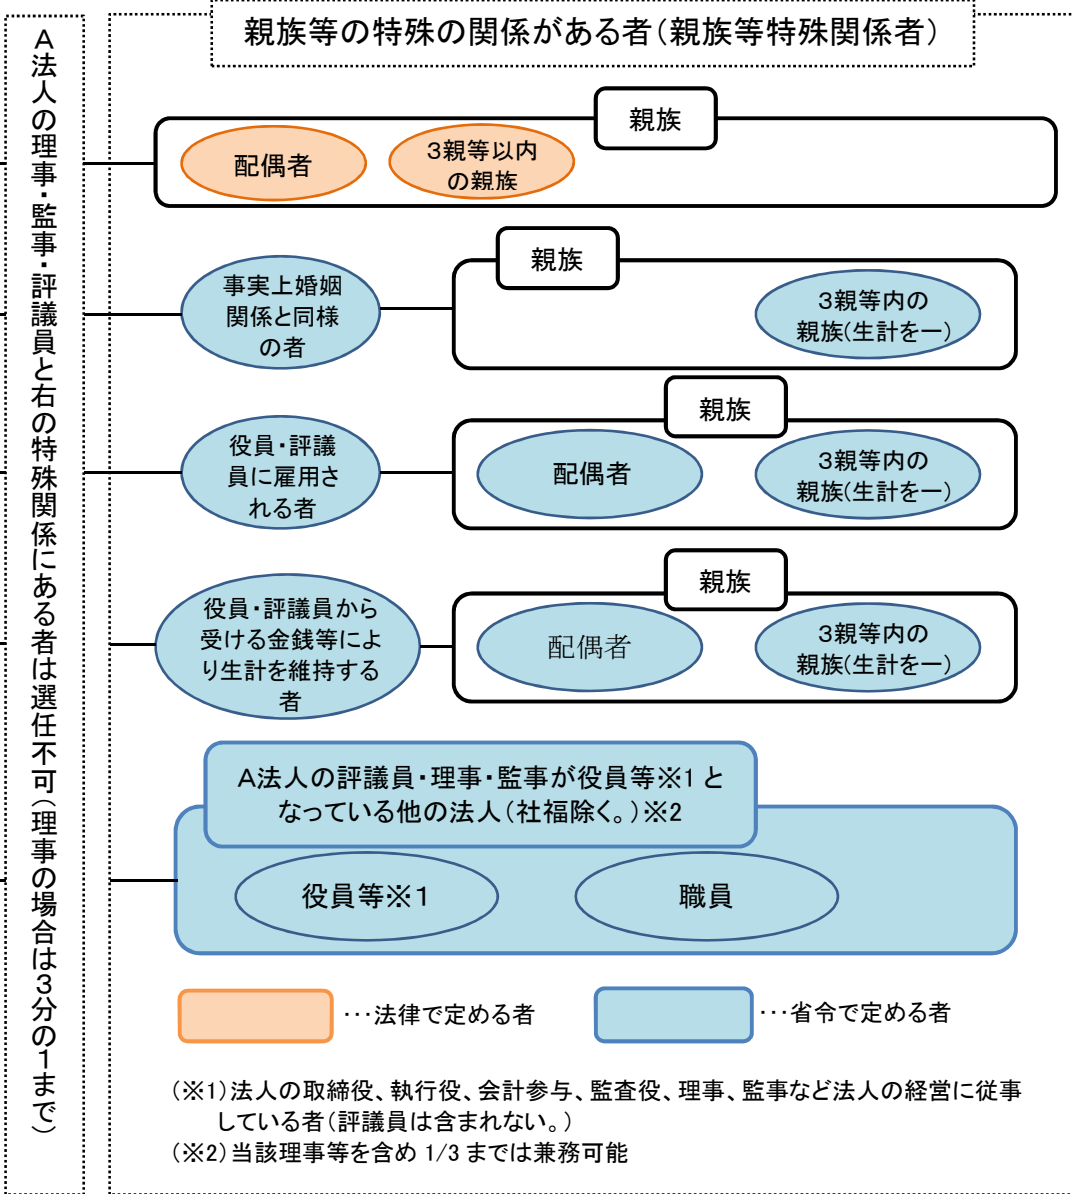 A法人の理事・監事・評議員と右の特殊関係にある者は選任不可（理事の場合は３分の１まで）
親族等の特殊の関係がある者（親族等特殊関係者）
親族
配偶者
３親等以内
の親族
事実上婚姻
関係と同様
の者
親族
３親等内の
親族(生計を一)
役員・評議
員に雇用さ
れる者
親族
配偶者
３親等内の
親族(生計を一)
役員・評議員から
受ける金銭等によ
り生計を維持する
者
親族
配偶者
３親等内の
親族(生計を一)
A法人の評議員・理事・監事が役員等※1 と
なっている他の法人（社福除く。）※2
役員等※1
職員
･･･法律で定める者
･･･省令で定める者
（※1）法人の取締役、執行役、会計参与、監査役、理事、監事など法人の経営に従事
している者（評議員は含まれない。）
（※2）当該理事等を含め 1/3 までは兼務可能